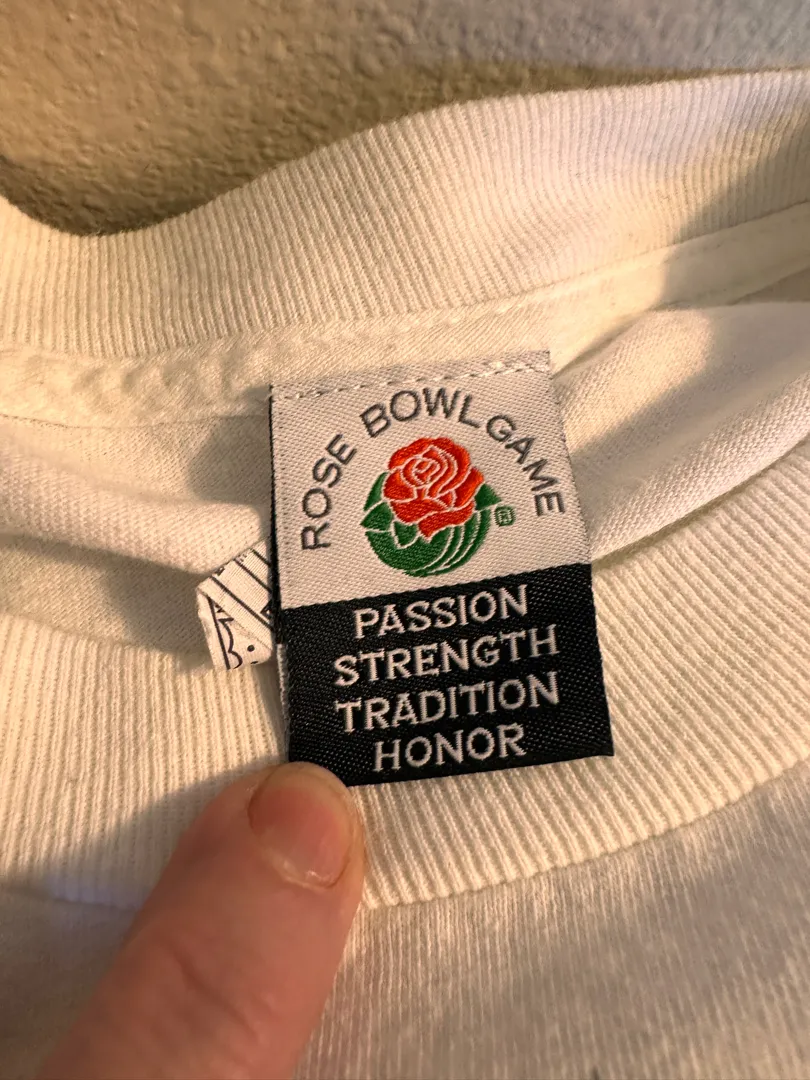 ROSE BOWL GAME
®
PASSION
STRENGTH
TRADITION
HONOR